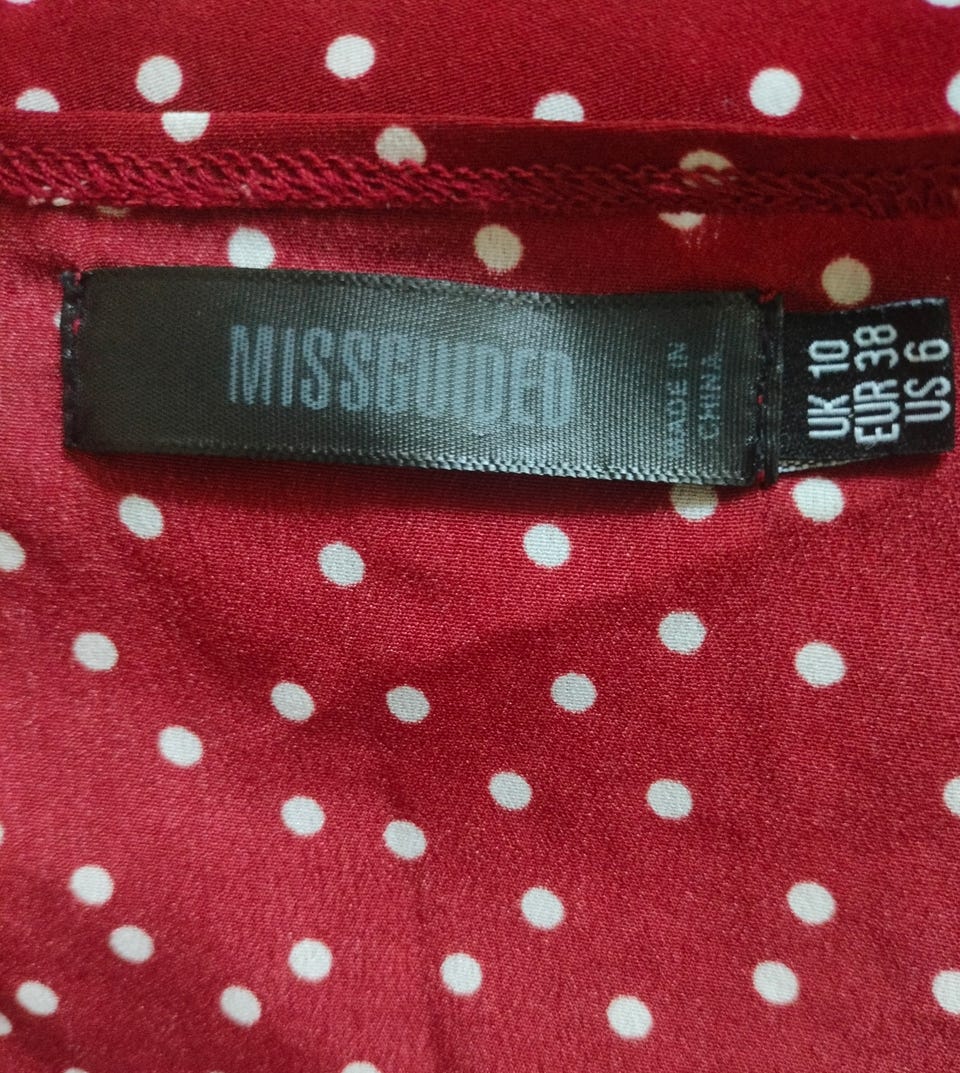 MISSGUIDED
MADE IN
CHINA
UK 10
EUR 38
US 6